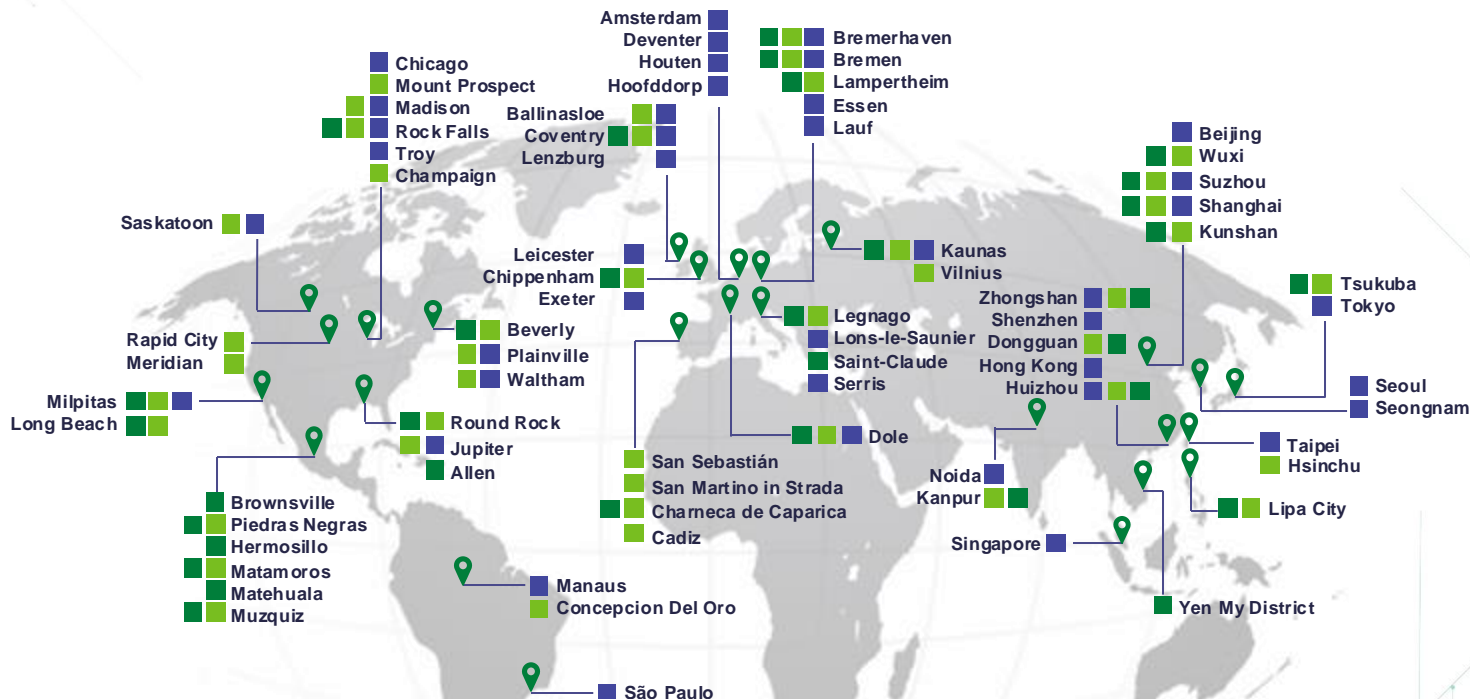 Amsterdam
Deventer
Houten
Hoofddorp
Bremerhaven
Bremen
Lampertheim
Essen
Lauf
Chicago
Mount Prospect
Madison
Rock Falls
Troy
Champaign
Ballinasloe
Coventry
Lenzburg
Beijing
Wuxi
Suzhou
Shanghai
Kunshan
Saskatoon
Leicester
Chippenham
Exeter
Kaunas
Vilnius
Zhongshan
Shenzhen
Dongguan
Hong Kong
Huizhou
Tsukuba
Tokyo
Rapid City
Meridian
Beverly
Plainville
Waltham
Legnago
Lons-le-Saunier
Saint-Claude
Serris
Seoul
Seongnam
Milpitas
Long Beach
Round Rock
Jupiter
Allen
Dole
Taipei
Hsinchu
San Sebastián
San Martino in Strada
Charneca de Caparica
Cadiz
Noida
Kanpur
Lipa City
Brownsville
Piedras Negras
Hermosillo
Matamoros
Matehuala
Muzquiz
Singapore
Manaus
Concepcion Del Oro
Yen My District
São Paulo